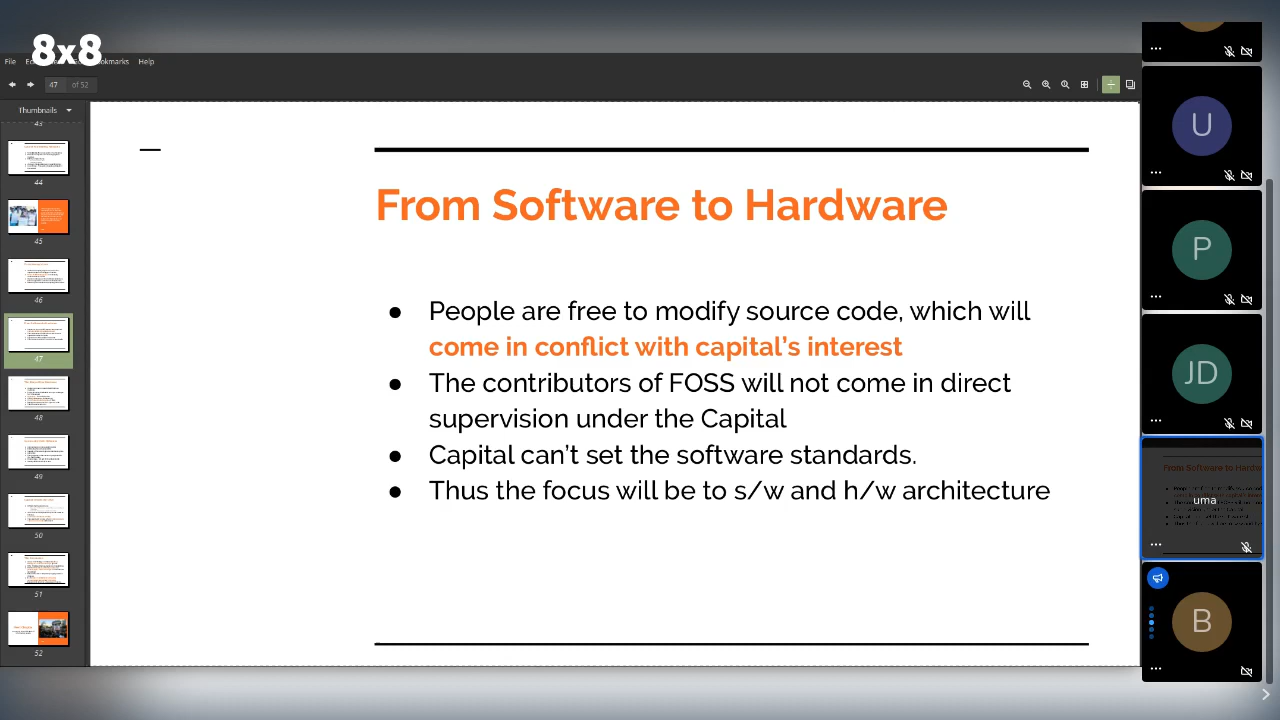 8x8
File
Help
47 of 52
Thumbnails
43
44
45
46
47
48
49
50
51
52
From Software to Hardware
● People are free to modify source code, which will
come in conflict with capital's interest
● The contributors of FOSS will not come in direct
supervision under the Capital
● Capital can't set the software standards.
● Thus the focus will be to s/w and h/w architecture
U
P
JD
uma
B